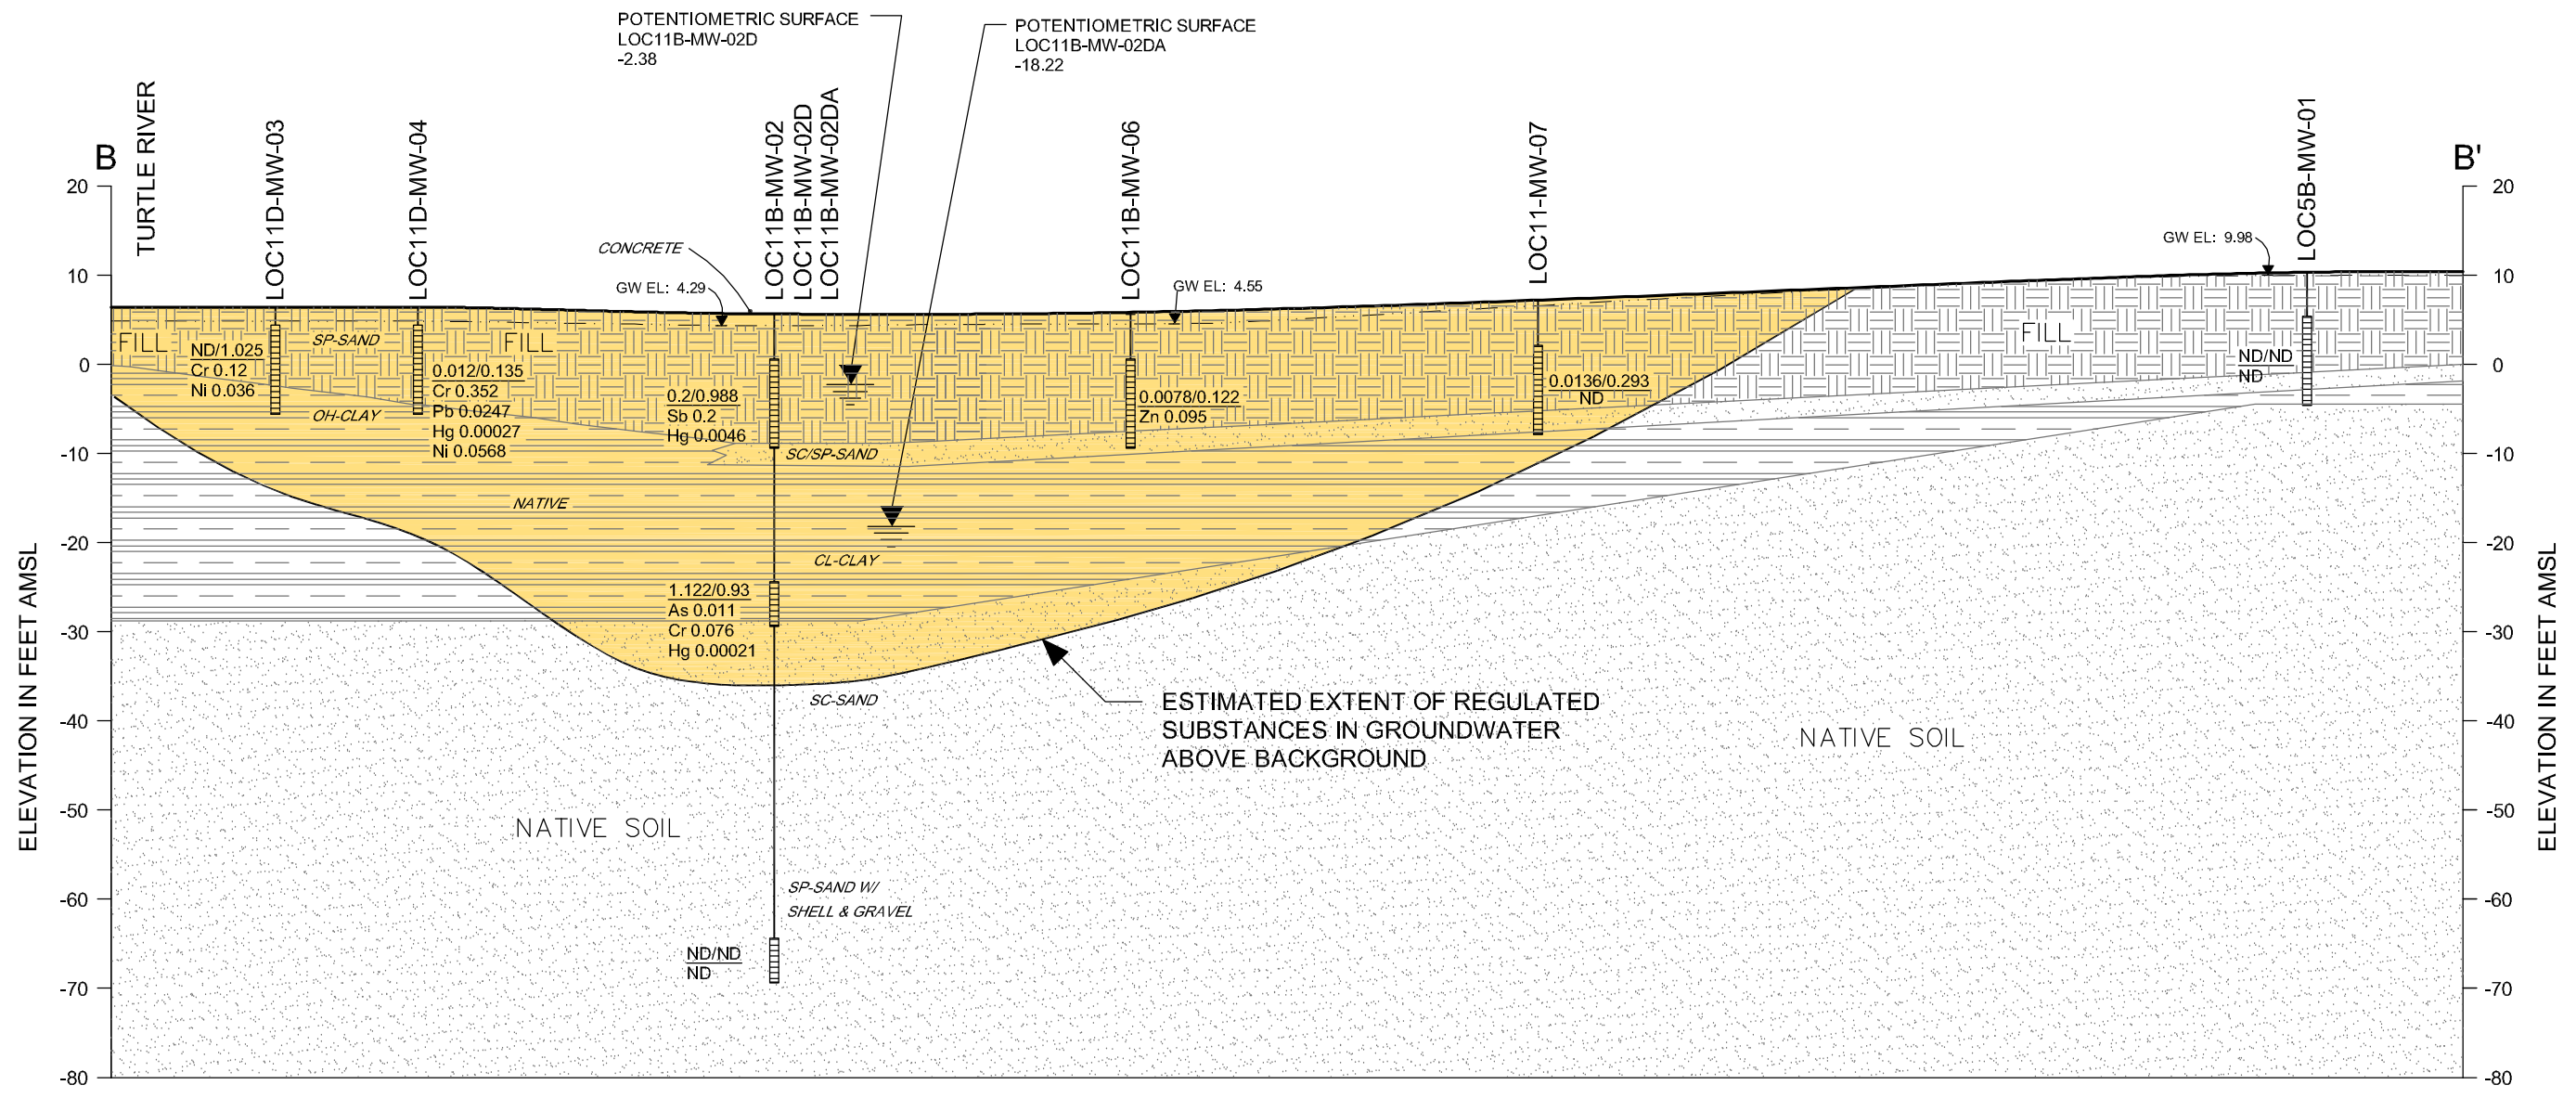 POTENTIOMETRIC SURFACE
LOC11B-MW-02D
-2.38
POTENTIOMETRIC SURFACE
LOC11B-MW-02DA
-18.22
B
TURTLE RIVER
LOC11D-MW-03
LOC11D-MW-04
LOC11B-MW-02
LOC11B-MW-02D
LOC11B-MW-02DA
LOC11B-MW-06
LOC11-MW-07
LOC5B-MW-01
B'
CONCRETE
GW EL: 4.29
GW EL: 4.55
GW EL: 9.98
20
10
0
-10
-20
-30
-40
-50
-60
-70
-80
ELEVATION IN FEET AMSL
FILL
SP-SAND
FILL
FILL
ND/1.025
Cr 0.12
Ni 0.036
OH-CLAY
0.012/0.135
Cr 0.352
Pb 0.0247
Hg 0.00027
Ni 0.0568
0.2/0.988
Sb 0.2
Hg 0.0046
0.0078/0.122
Zn 0.095
0.0136/0.293
ND
ND/ND
ND
SC/SP-SAND
NATIVE
CL-CLAY
1.122/0.93
As 0.011
Cr 0.076
Hg 0.00021
SC-SAND
ESTIMATED EXTENT OF REGULATED
SUBSTANCES IN GROUNDWATER
ABOVE BACKGROUND
NATIVE SOIL
NATIVE SOIL
SP-SAND W/
SHELL & GRAVEL
ND/ND
ND
20
10
0
-10
-20
-30
-40
-50
-60
-70
-80
ELEVATION IN FEET AMSL